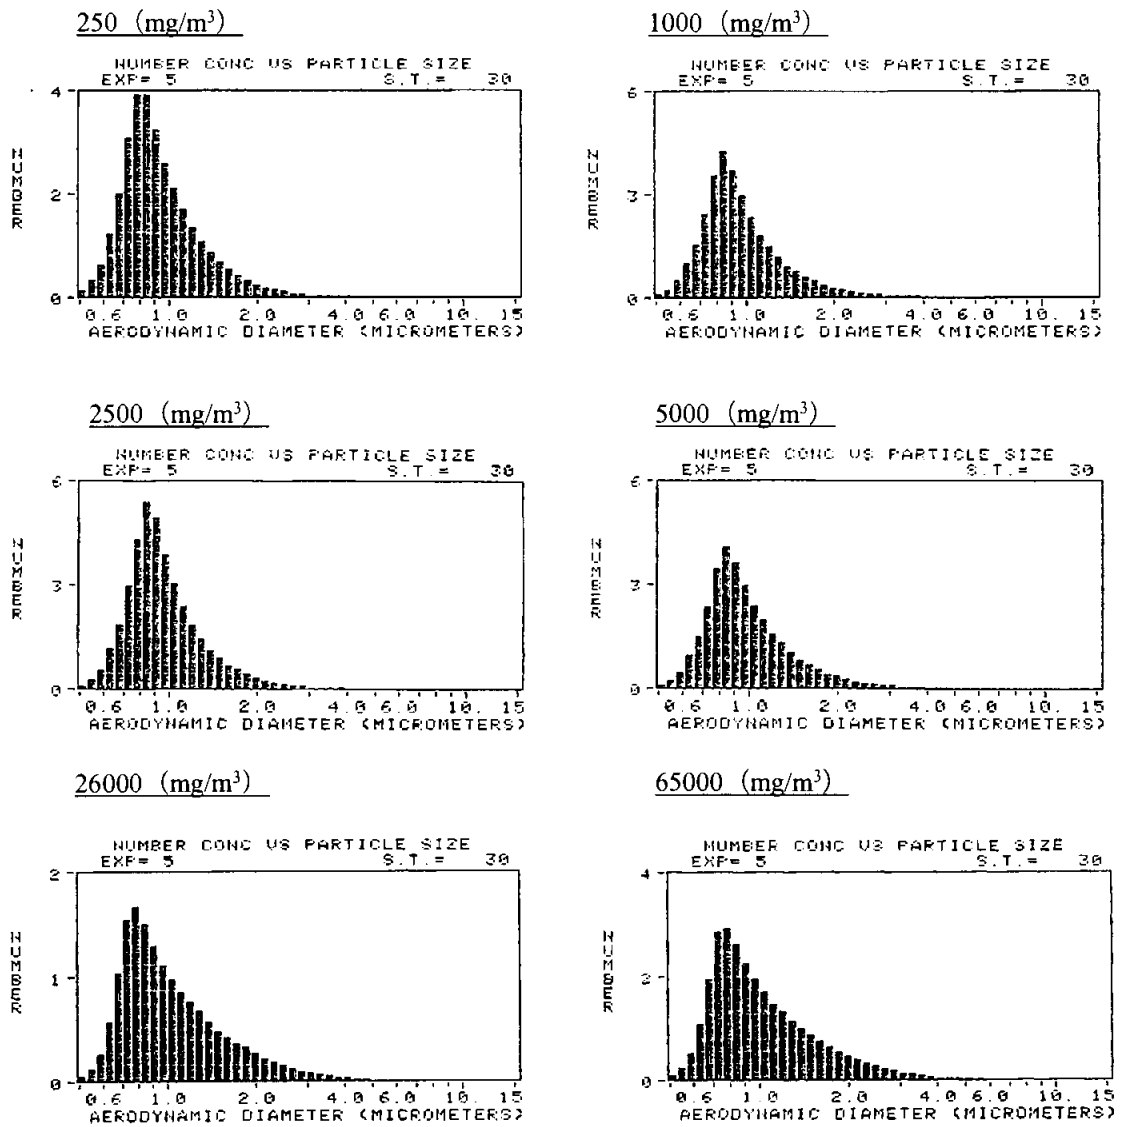 250 (mg/m³)
NUMBER CONC VS PARTICLE SIZE
EXP= 5 S.T.= 30
4
2
0
NUMBER
0.6 1.0 2.0 4.0 6.0 10. 15
AERODYNAMIC DIAMETER (MICROMETERS)
1000 (mg/m³)
NUMBER CONC VS PARTICLE SIZE
EXP= 5 S.T.= 30
6
3
0
NUMBER
0.6 1.0 2.0 4.0 6.0 10. 15
AERODYNAMIC DIAMETER (MICROMETERS)
2500 (mg/m³)
NUMBER CONC VS PARTICLE SIZE
EXP= 5 S.T.= 30
6
3
0
NUMBER
0.6 1.0 2.0 4.0 6.0 10. 15
AERODYNAMIC DIAMETER (MICROMETERS)
5000 (mg/m³)
NUMBER CONC VS PARTICLE SIZE
EXP= 5 S.T.= 30
6
3
0
NUMBER
0.6 1.0 2.0 4.0 6.0 10. 15
AERODYNAMIC DIAMETER (MICROMETERS)
26000 (mg/m³)
NUMBER CONC VS PARTICLE SIZE
EXP= 5 S.T.= 30
2
1
0
NUMBER
0.6 1.0 2.0 4.0 6.0 10. 15
AERODYNAMIC DIAMETER (MICROMETERS)
65000 (mg/m³)
NUMBER CONC VS PARTICLE SIZE
EXP= 5 S.T.= 30
4
2
0
NUMBER
0.6 1.0 2.0 4.0 6.0 10. 15
AERODYNAMIC DIAMETER (MICROMETERS)